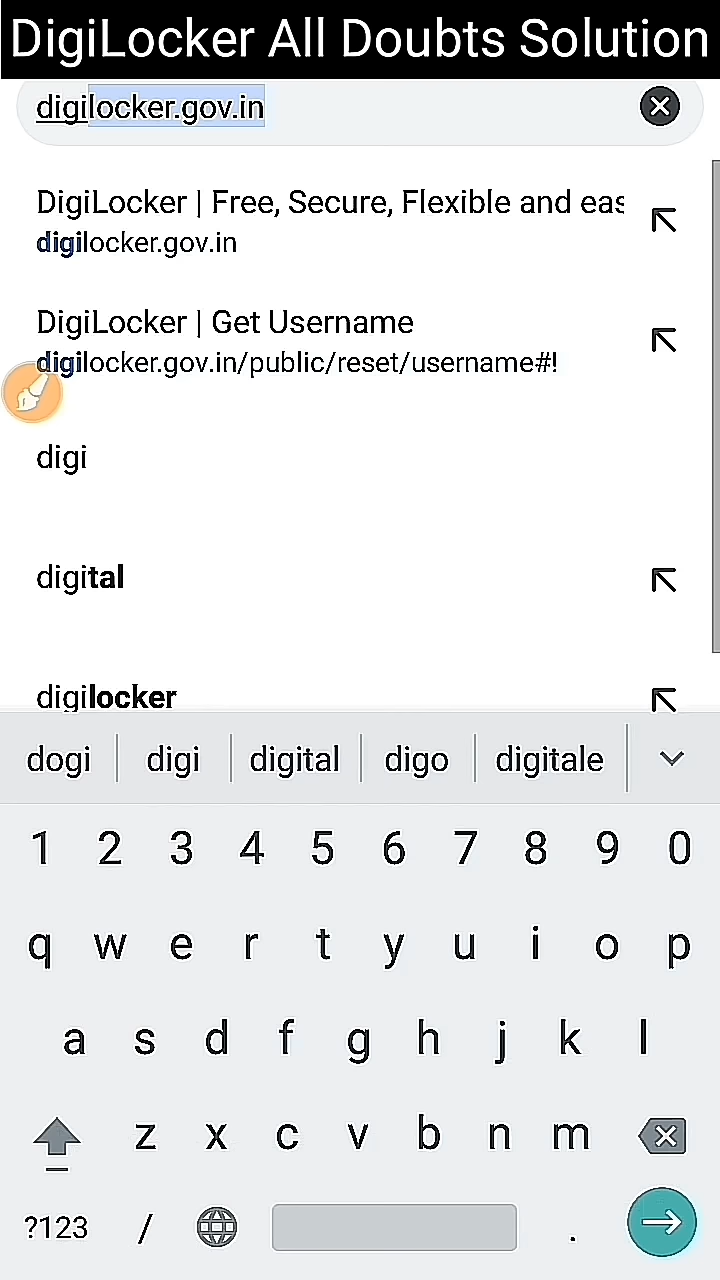 DigiLocker All Doubts Solution
digilocker.gov.in
DigiLocker | Free, Secure, Flexible and eas
digilocker.gov.in
DigiLocker | Get Username
digilocker.gov.in/public/reset/username#!
digi
digital
digilocker
dogi digi digital digo digitale
1 2 3 4 5 6 7 8 9 0
q w e r t y u i o p
a s d f g h j k l
z x c v b n m
?123 / .